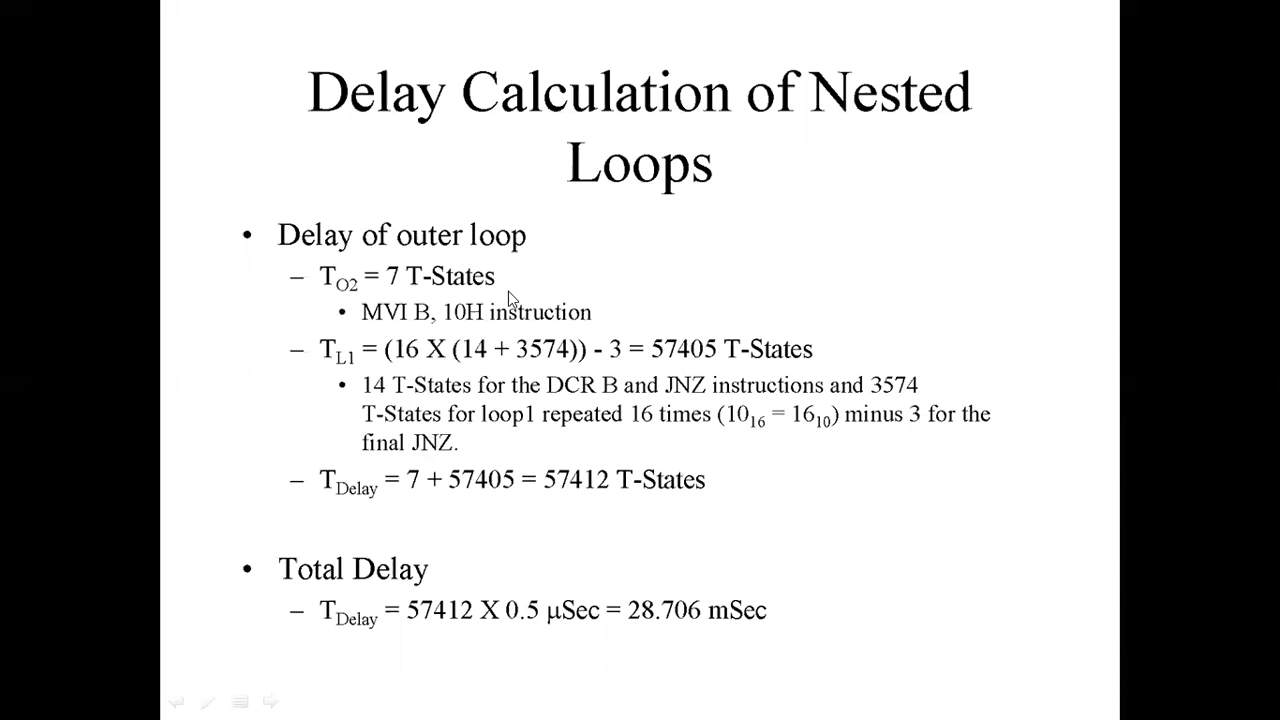 Delay Calculation of Nested
Loops
• Delay of outer loop
– T_O2 = 7 T-States
• MVI B, 10H instruction
– T_L1 = (16 X (14 + 3574)) - 3 = 57405 T-States
• 14 T-States for the DCR B and JNZ instructions and 3574
T-States for loop1 repeated 16 times (10₁₆ = 16₁₀) minus 3 for the
final JNZ.
– T_Delay = 7 + 57405 = 57412 T-States
• Total Delay
– T_Delay = 57412 X 0.5 μSec = 28.706 mSec